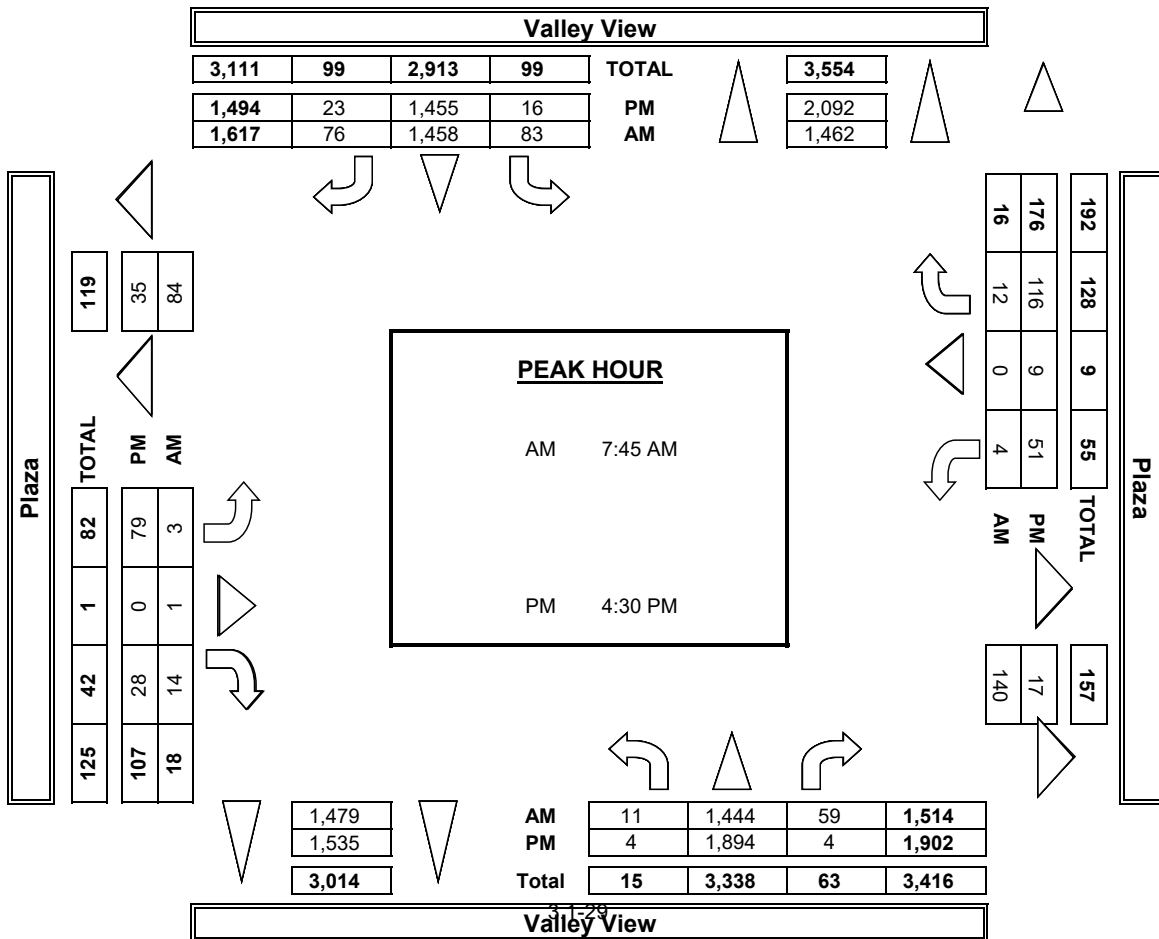 Valley View
3,111 99 2,913 99 TOTAL 3,554
1,494 23 1,455 16 PM 2,092
1,617 76 1,458 83 AM 1,462
Plaza
119
35
84
TOTAL 82 1 42 125
PM 79 0 28 107
AM 3 1 14 18
PEAK HOUR
AM 7:45 AM
PM 4:30 PM
192 128 9 55 TOTAL 157
176 116 9 51 PM 17
16 12 0 4 AM 140
Plaza
1,479 AM 11 1,444 59 1,514
1,535 PM 4 1,894 4 1,902
3,014 Total 15 3,338 63 3,416
3.1-29
Valley View